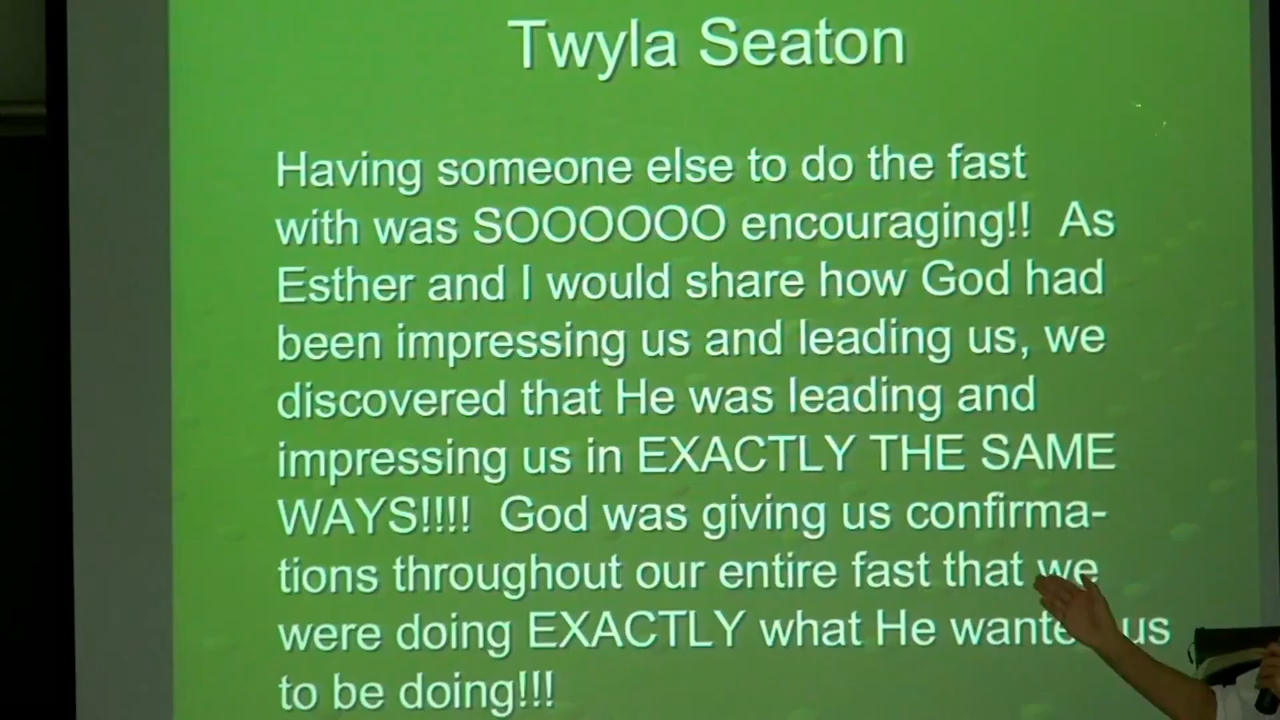 Twyla Seaton
Having someone else to do the fast
with was SOOOOOO encouraging!!  As
Esther and I would share how God had
been impressing us and leading us, we
discovered that He was leading and
impressing us in EXACTLY THE SAME
WAYS!!!!  God was giving us confirma-
tions throughout our entire fast that we
were doing EXACTLY what He wanted us
to be doing!!!